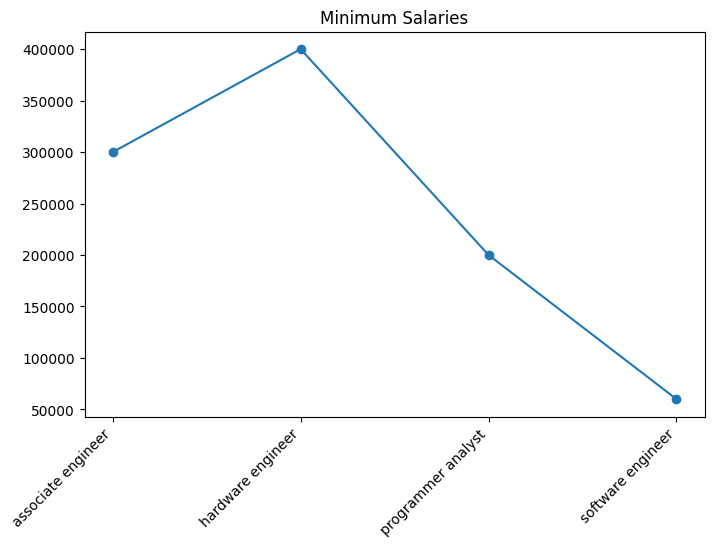 Minimum Salaries
400000
350000
300000
250000
200000
150000
100000
50000
associate engineer
hardware engineer
programmer analyst
software engineer